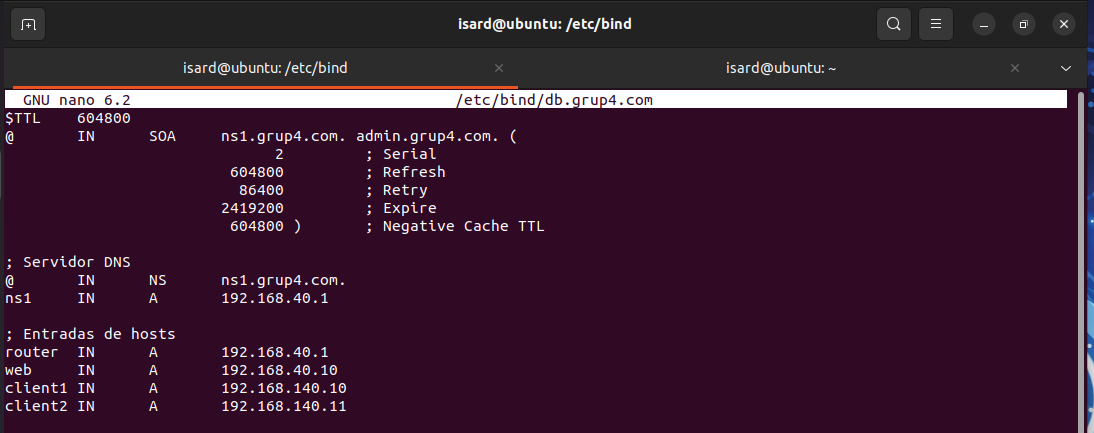 isard@ubuntu: /etc/bind
isard@ubuntu: /etc/bind × isard@ubuntu: ~ ×
GNU nano 6.2 /etc/bind/db.grup4.com
$TTL 604800
@ IN SOA ns1.grup4.com. admin.grup4.com. (
2 ; Serial
604800 ; Refresh
86400 ; Retry
2419200 ; Expire
604800 ) ; Negative Cache TTL
; Servidor DNS
@ IN NS ns1.grup4.com.
ns1 IN A 192.168.40.1
; Entradas de hosts
router IN A 192.168.40.1
web IN A 192.168.40.10
client1 IN A 192.168.140.10
client2 IN A 192.168.140.11